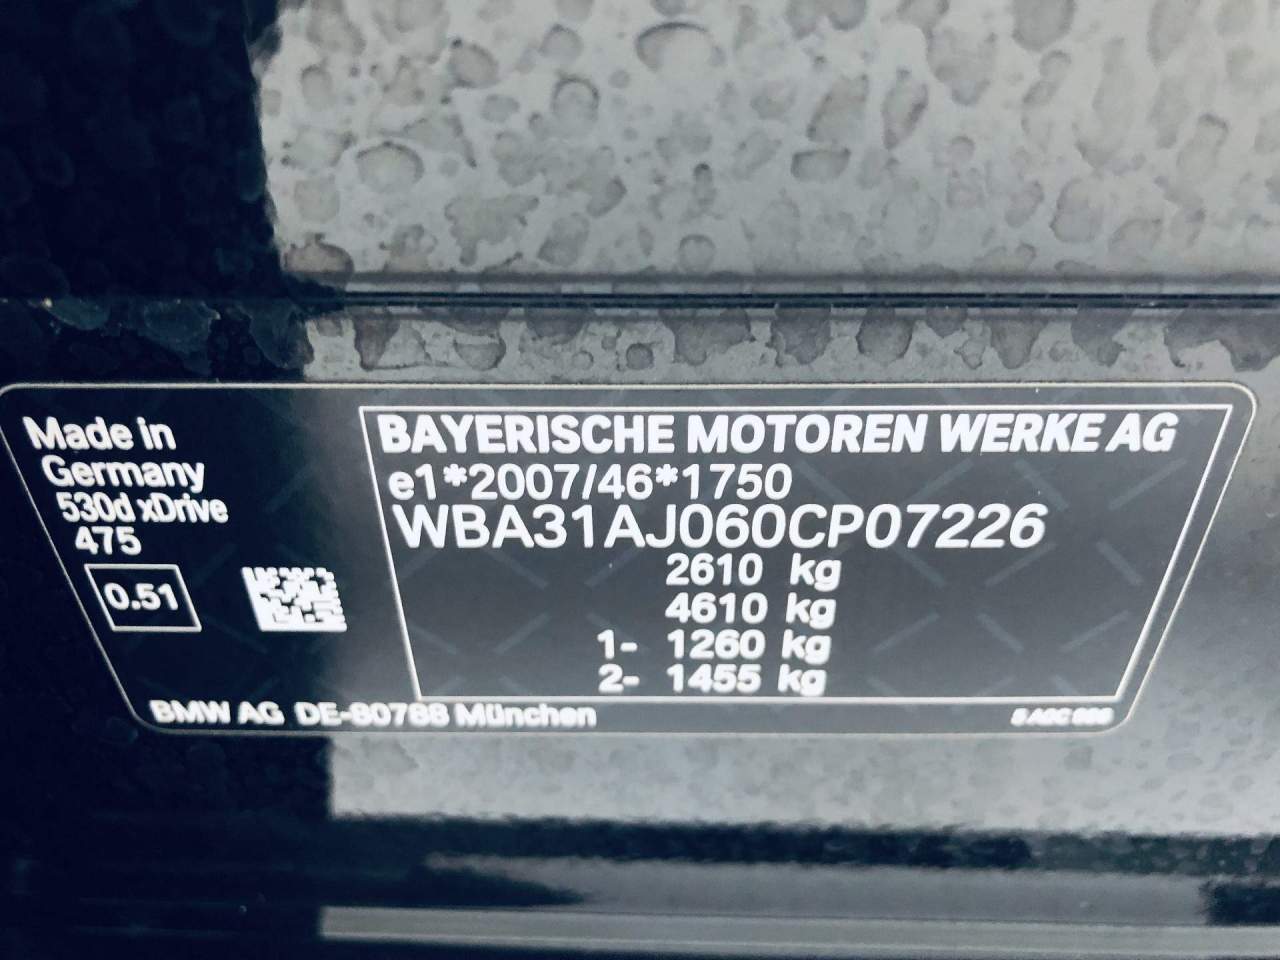 Made in
Germany
530d xDrive
475
0.51
BAYERISCHE MOTOREN WERKE AG
e1*2007/46*1750
WBA31AJ060CP07226
2610 kg
4610 kg
1- 1260 kg
2- 1455 kg
BMW AG DE-80788 München